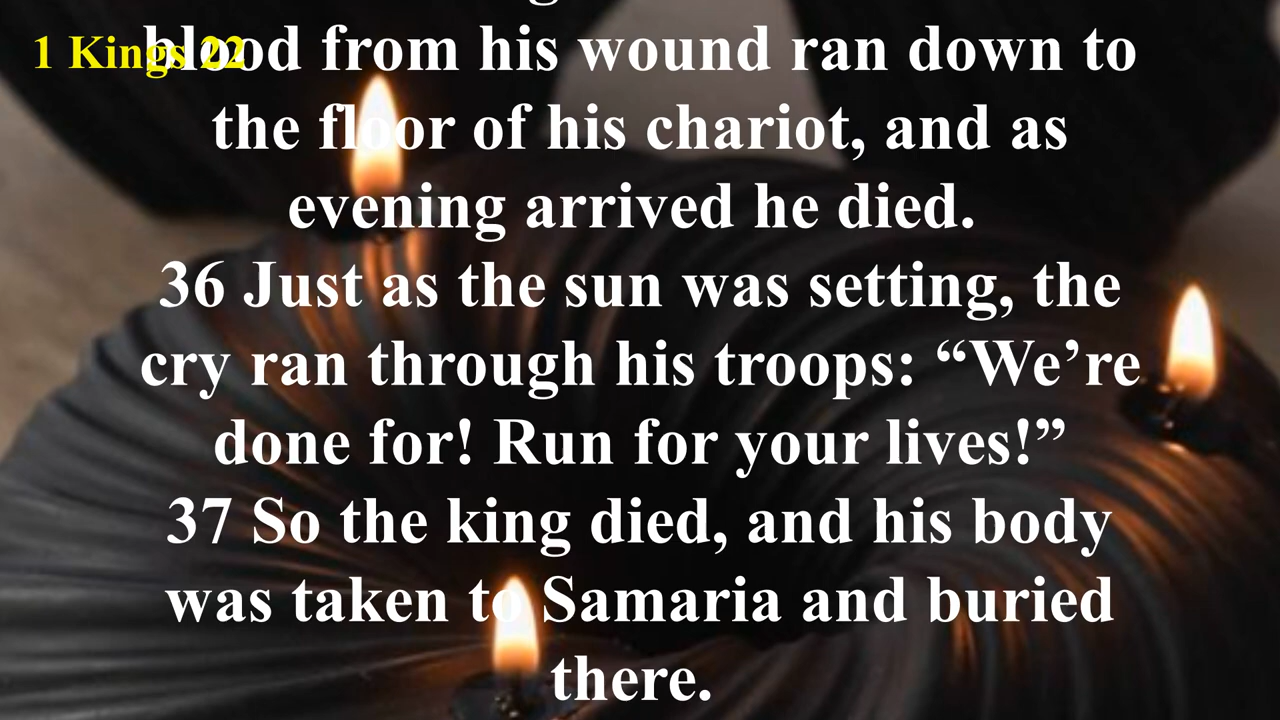 1 Kings 22
blood from his wound ran down to
the floor of his chariot, and as
evening arrived he died.
36 Just as the sun was setting, the
cry ran through his troops: “We’re
done for! Run for your lives!”
37 So the king died, and his body
was taken to Samaria and buried
there.